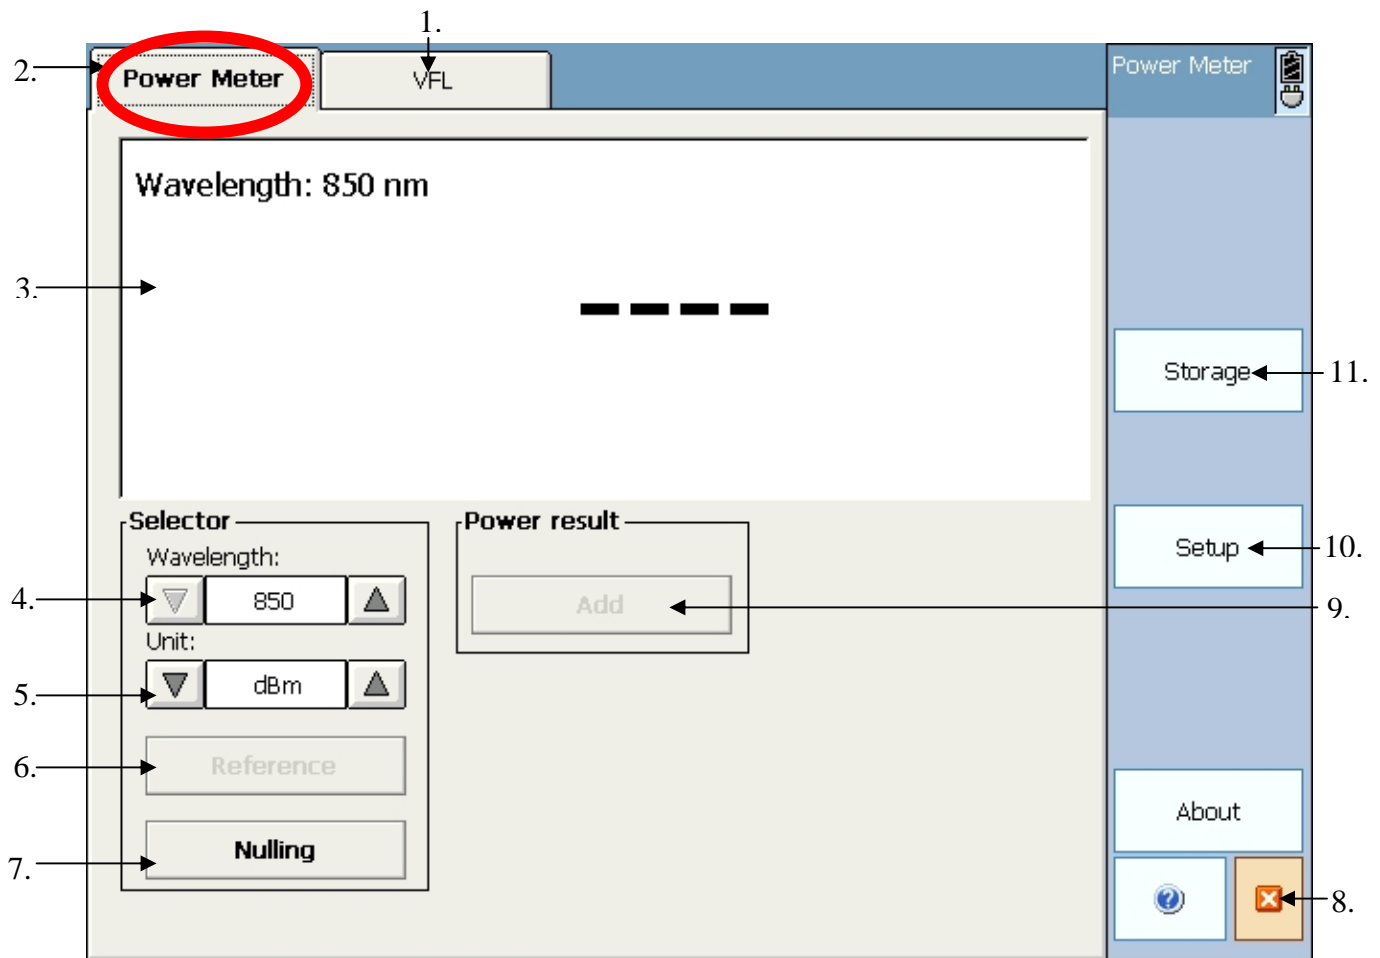 1.
2.
Power Meter
VFL
Power Meter
Wavelength: 850 nm
3.
----
Storage
11.
Selector
Power result
Wavelength:
Setup
10.
4.
850
Add
9.
Unit:
5.
dBm
6.
Reference
About
7.
Nulling
8.